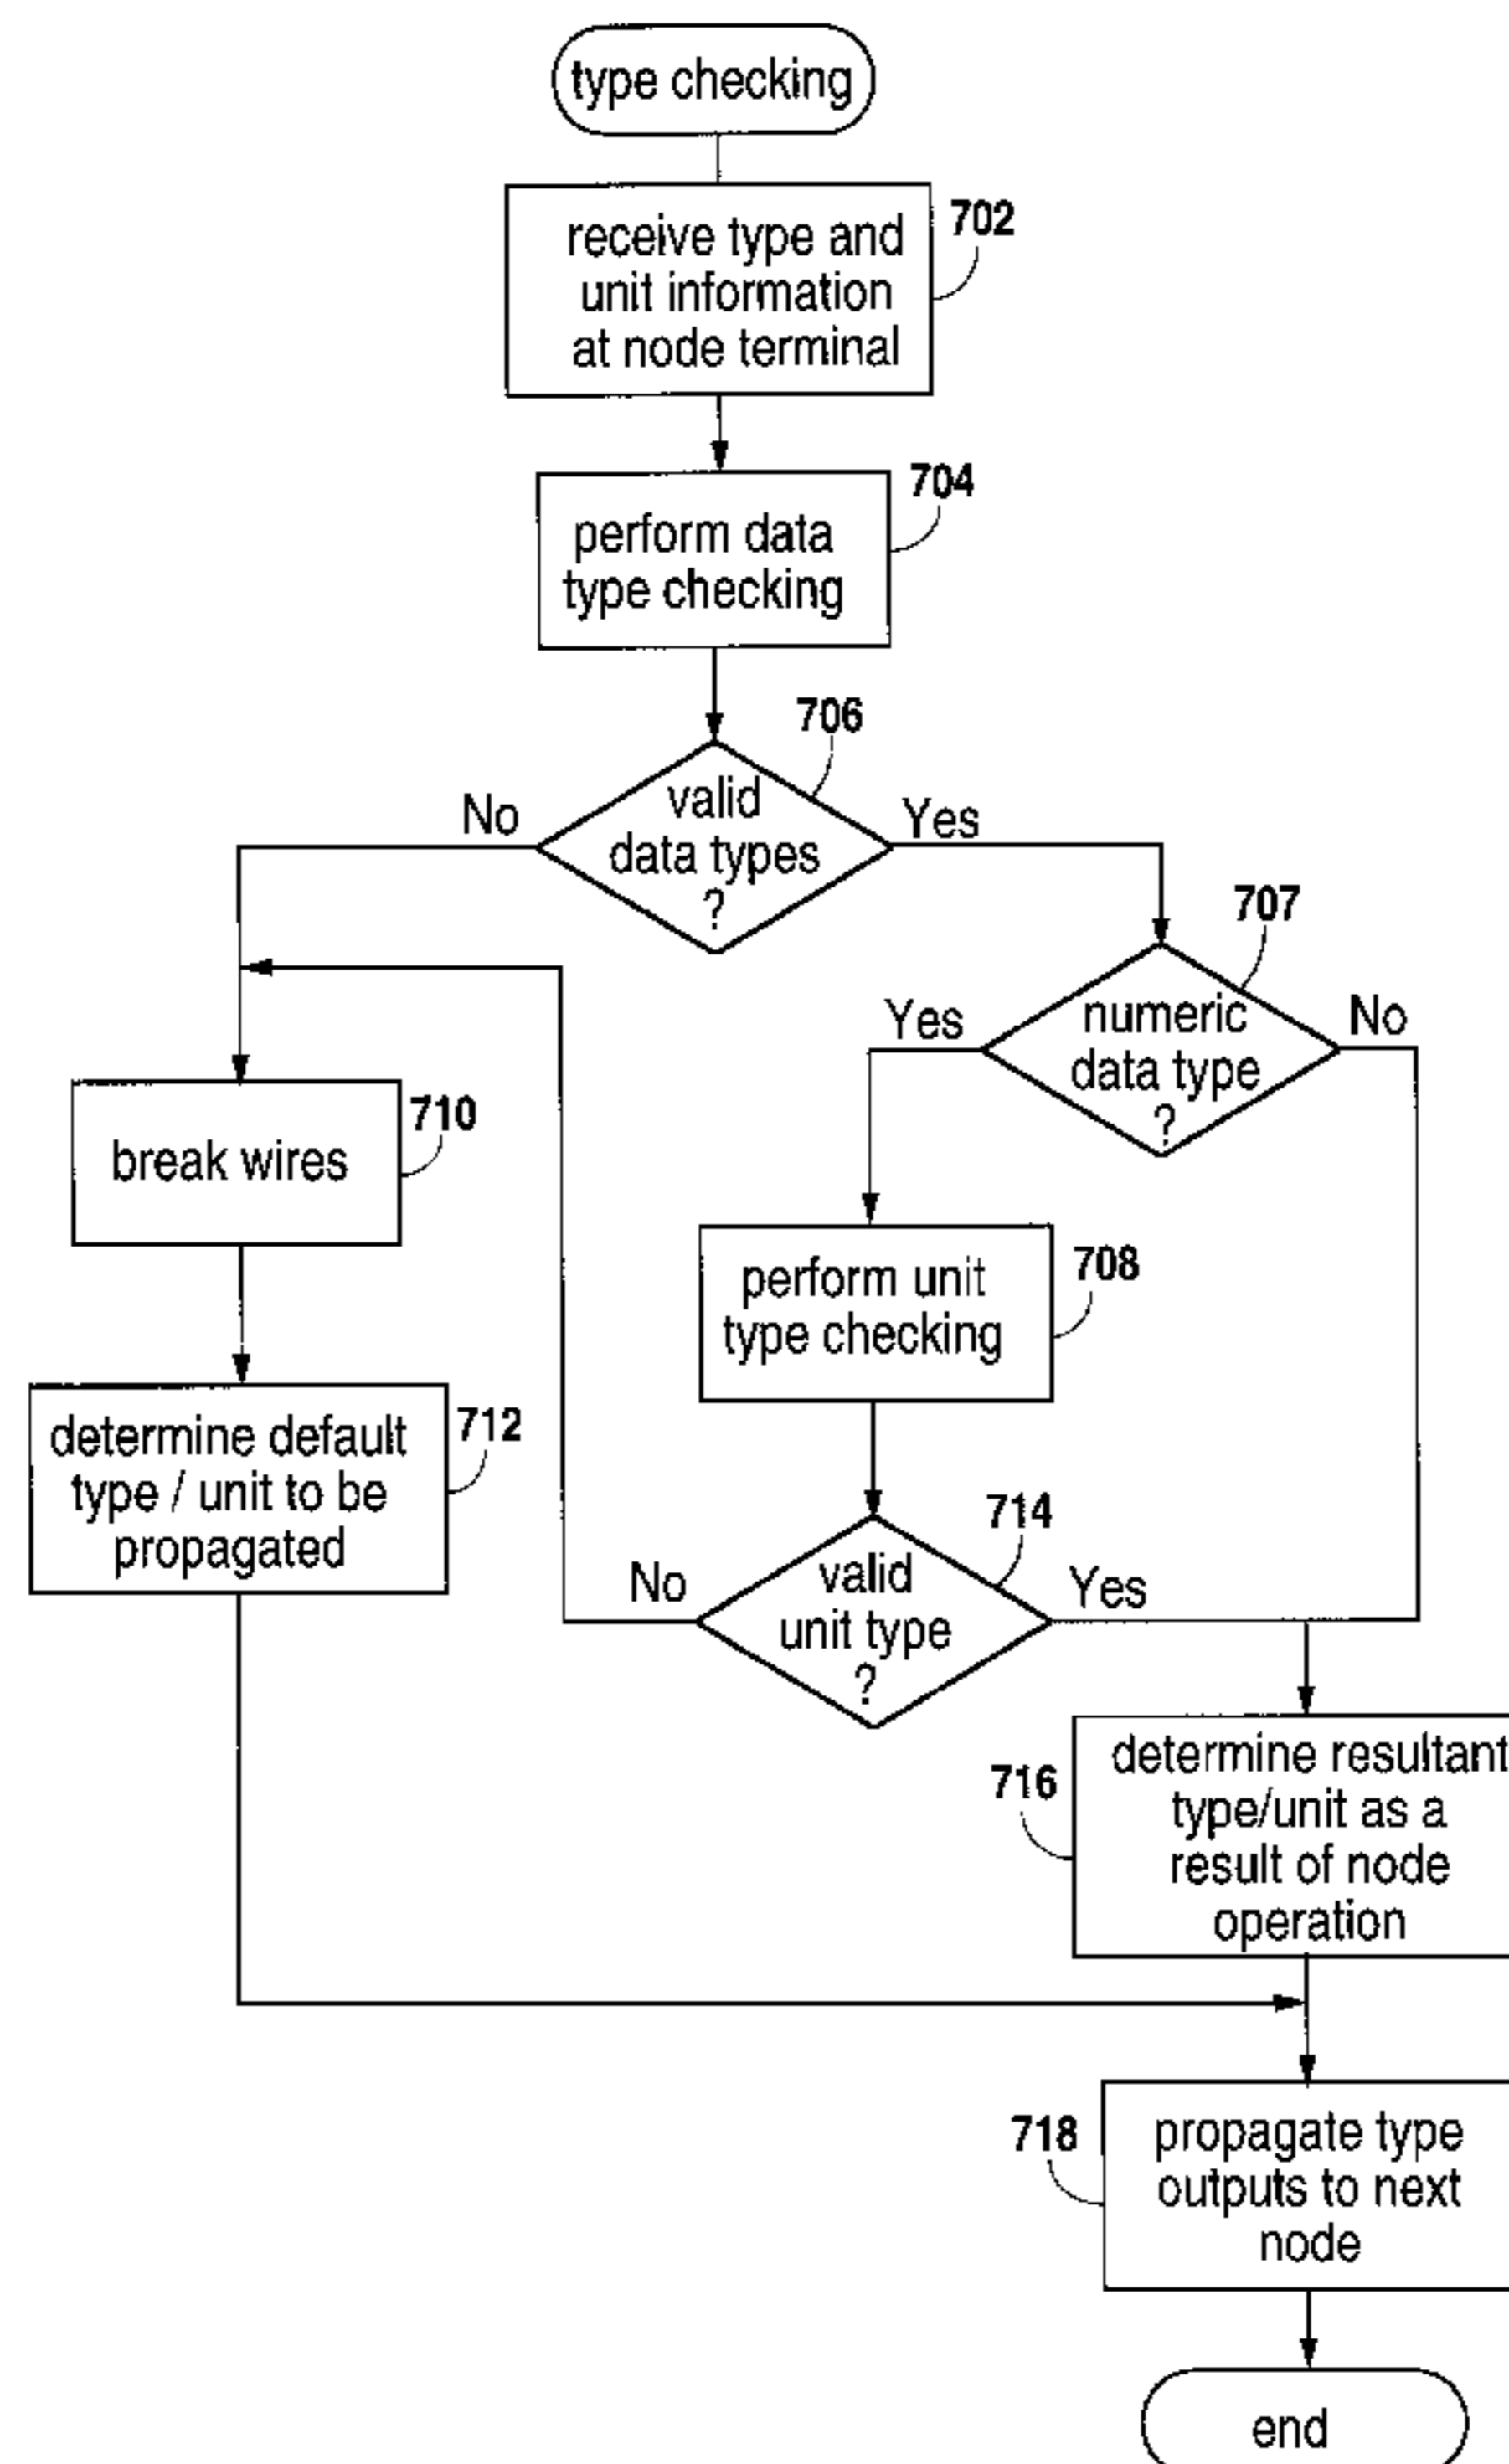 type checking
receive type and
unit information
at node terminal
702
perform data
type checking
704
706
valid
data types
?
No
Yes
707
numeric
data type
?
Yes
No
break wires
710
perform unit
type checking
708
determine default
type / unit to be
propagated
712
714
valid
unit type
?
No
Yes
determine resultant
type/unit as a
result of node
operation
716
propagate type
outputs to next
node
718
end